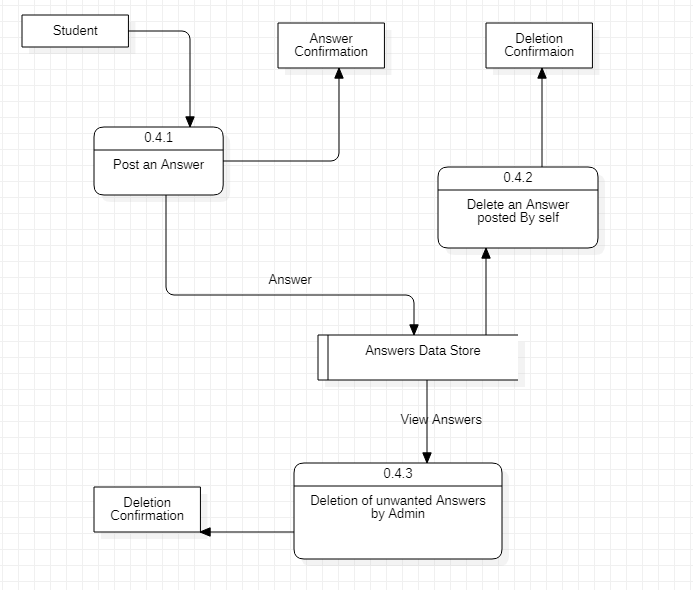 Student
Answer
Confirmation
Deletion
Confirmaion
0.4.1
Post an Answer
0.4.2
Delete an Answer
posted By self
Answer
Answers Data Store
View Answers
0.4.3
Deletion of unwanted Answers
by Admin
Deletion
Confirmation